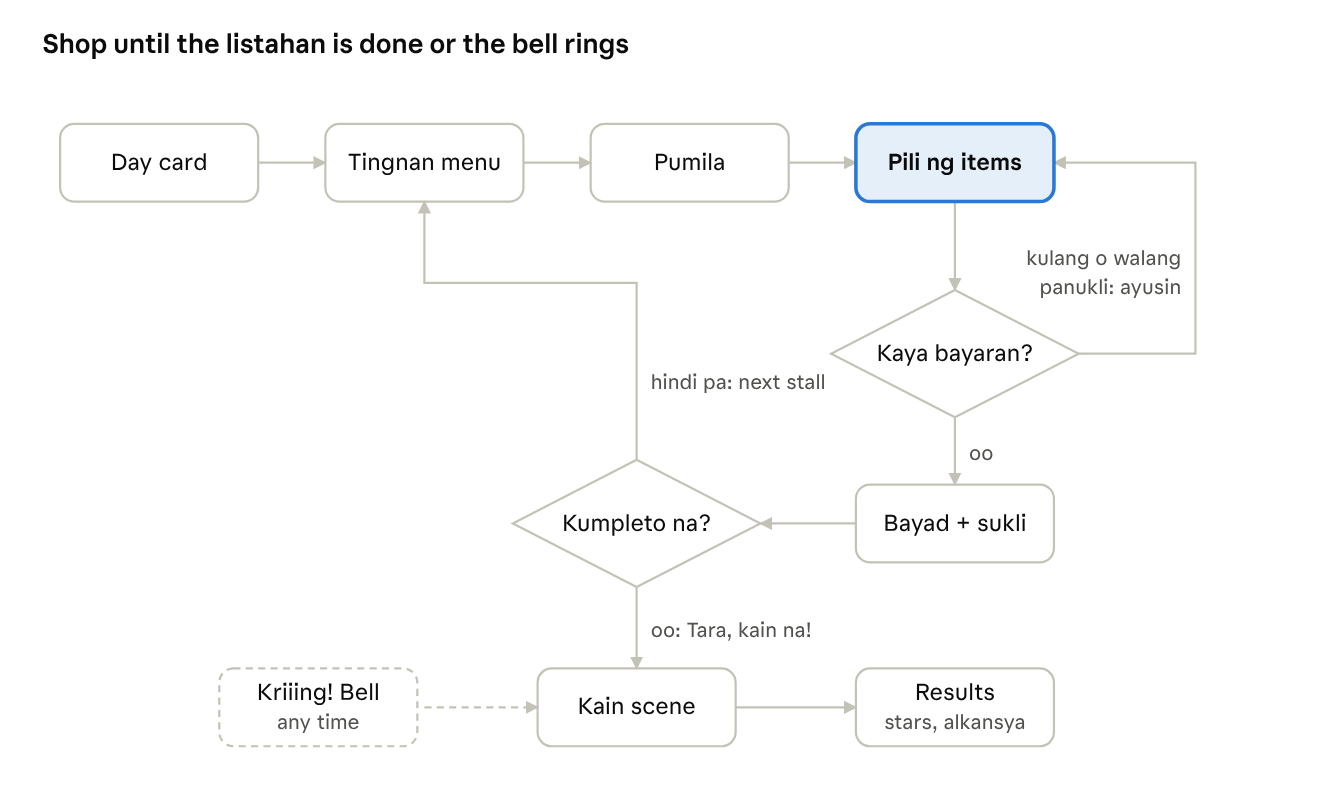 Shop until the listahan is done or the bell rings
Day card
Tingnan menu
Pumila
Pili ng items
kulang o walang
panukli: ayusin
Kaya bayaran?
hindi pa: next stall
oo
Kumpleto na?
Bayad + sukli
oo: Tara, kain na!
Kriiing! Bell
any time
Kain scene
Results
stars, alkansya